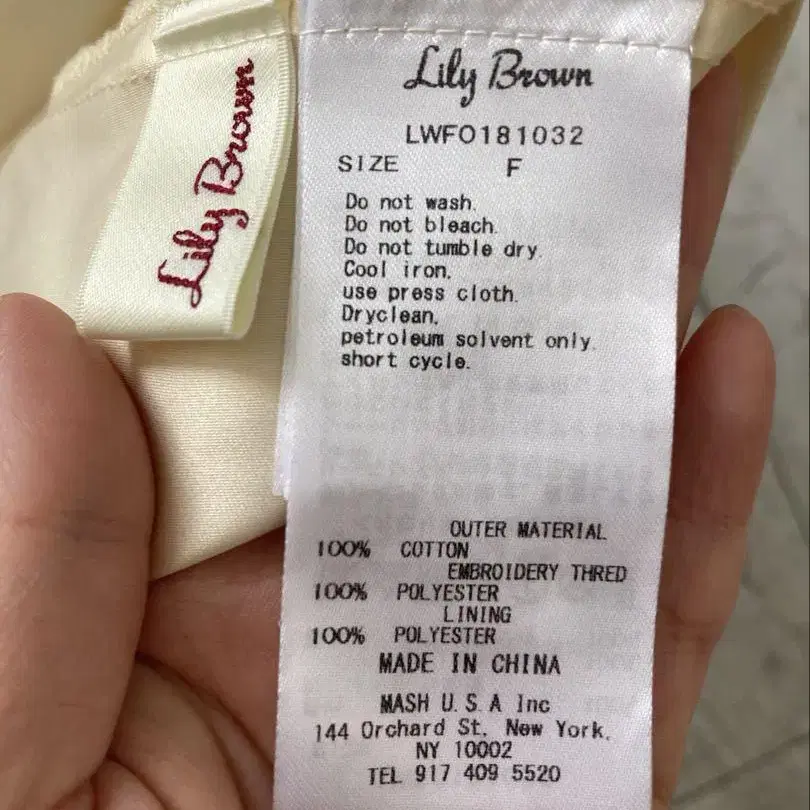 Lily Brown
Lily Brown
LWFO181032
SIZE F
Do not wash.
Do not bleach.
Do not tumble dry.
Cool iron.
use press cloth.
Dryclean.
petroleum solvent only.
short cycle.
OUTER MATERIAL
100% COTTON
EMBROIDERY THRED
100% POLYESTER
LINING
100% POLYESTER
MADE IN CHINA
MASH U.S.A Inc
144 Orchard St. New York.
NY 10002
TEL 917 409 5520